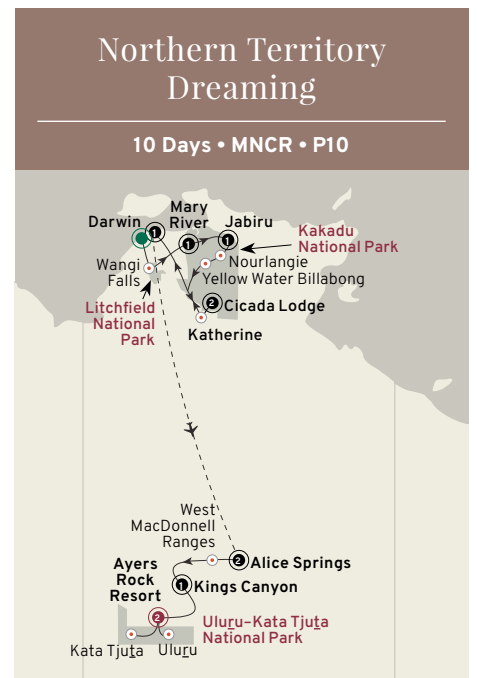 Northern Territory
Dreaming
10 Days • MNCR • P10
Darwin
1
Mary
River
1
Jabiru
1
Kakadu
National Park
Wangi
Falls
Nourlangie
Yellow Water Billabong
Litchfield
National
Park
2
Cicada Lodge
Katherine
West
MacDonnell
Ranges
2
Alice Springs
Ayers
Rock
Resort
1
Kings Canyon
2
Uluṟu–Kata Tjuṯa
National Park
Kata Tjuṯa
Uluṟu